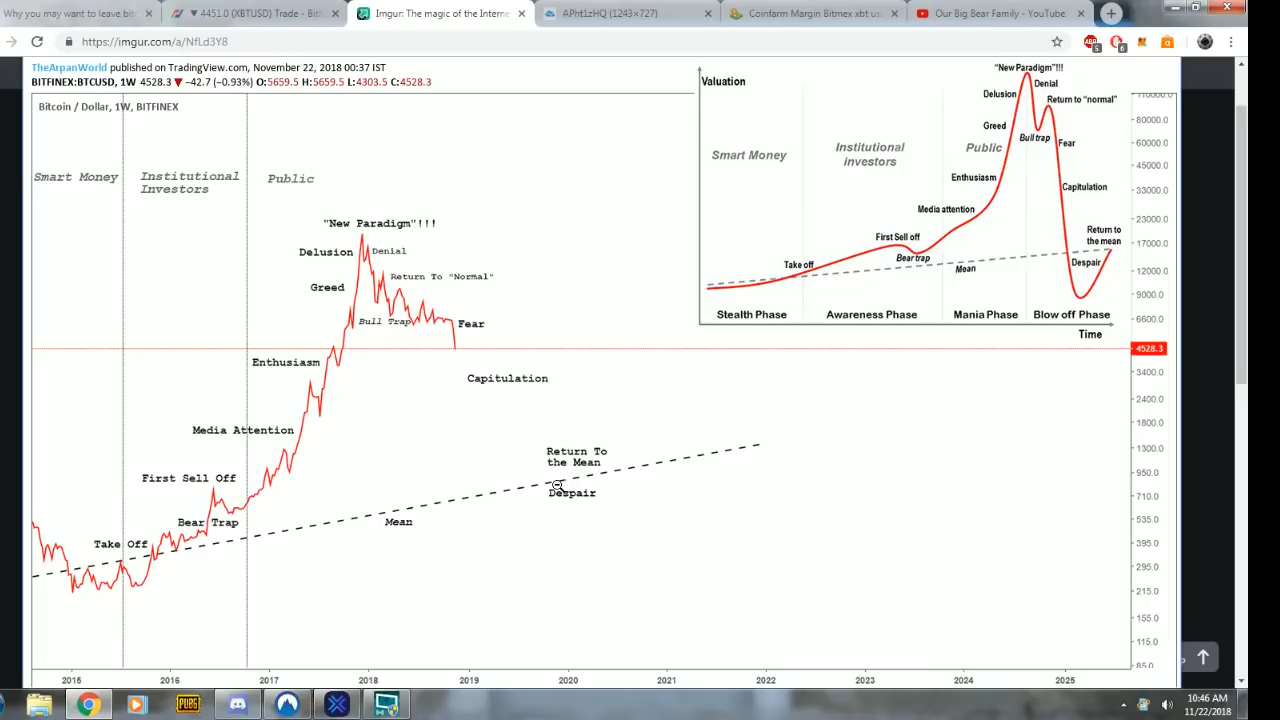 Why you may want to leave bitm
4451.0 (XBTUSD) Trade - BitM
Imgur: The magic of the Interne
APht1zHQ (1243×727)
Coinfarm Margin Bitmex xbt us
Our Big Bear Family - YouTube
https://imgur.com/a/NfLd3Y8
TheArpanWorld published on TradingView.com, November 22, 2018 00:37 IST
BITFINEX:BTCUSD, 1W 4528.3 ▼ −42.7 (−0.93%) O:5659.5 H:5659.5 L:4303.5 C:4528.3
Bitcoin / Dollar, 1W, BITFINEX
Smart Money
Institutional
Investors
Public
"New Paradigm"!!!
Delusion
Denial
Return To "Normal"
Greed
Bull Trap
Fear
Enthusiasm
Capitulation
Media Attention
Return To
the Mean
First Sell Off
Despair
Bear Trap
Mean
Take Off
Valuation
"New Paradigm"!!!
Denial
Delusion
Return to "normal"
Greed
Bull trap
Fear
Smart Money
Institutional
investors
Public
Enthusiasm
Capitulation
Media attention
First Sell off
Return to
the mean
Bear trap
Take off
Mean
Despair
Stealth Phase
Awareness Phase
Mania Phase
Blow off Phase
Time
110000.0
80000.0
60000.0
45000.0
33000.0
23000.0
17000.0
12000.0
9000.0
6600.0
4528.3
3400.0
2400.0
1800.0
1300.0
950.0
710.0
535.0
395.0
295.0
215.0
155.0
115.0
85.0
2015 2016 2017 2018 2019 2020 2021 2022 2023 2024 2025
ABP
5
6
PUBG
10:46 AM
11/22/2018